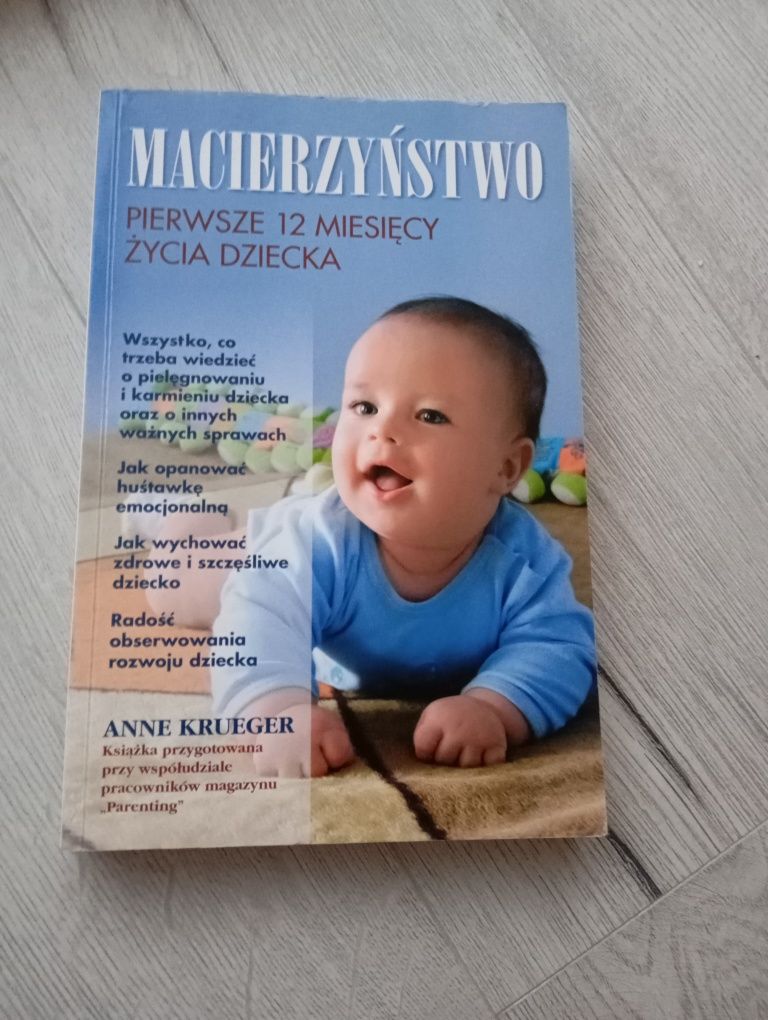 MACIERZYŃSTWO
PIERWSZE 12 MIESIĘCY
ŻYCIA DZIECKA
Wszystko, co
trzeba wiedzieć
o pielęgnowaniu
i karmieniu dziecka
oraz o innych
ważnych sprawach
Jak opanować
huśtawkę
emocjonalną
Jak wychować
zdrowe i szczęśliwe
dziecko
Radość
obserwowania
rozwoju dziecka
ANNE KRUEGER
Książka przygotowana
przy współudziale
pracowników magazynu
„Parenting”